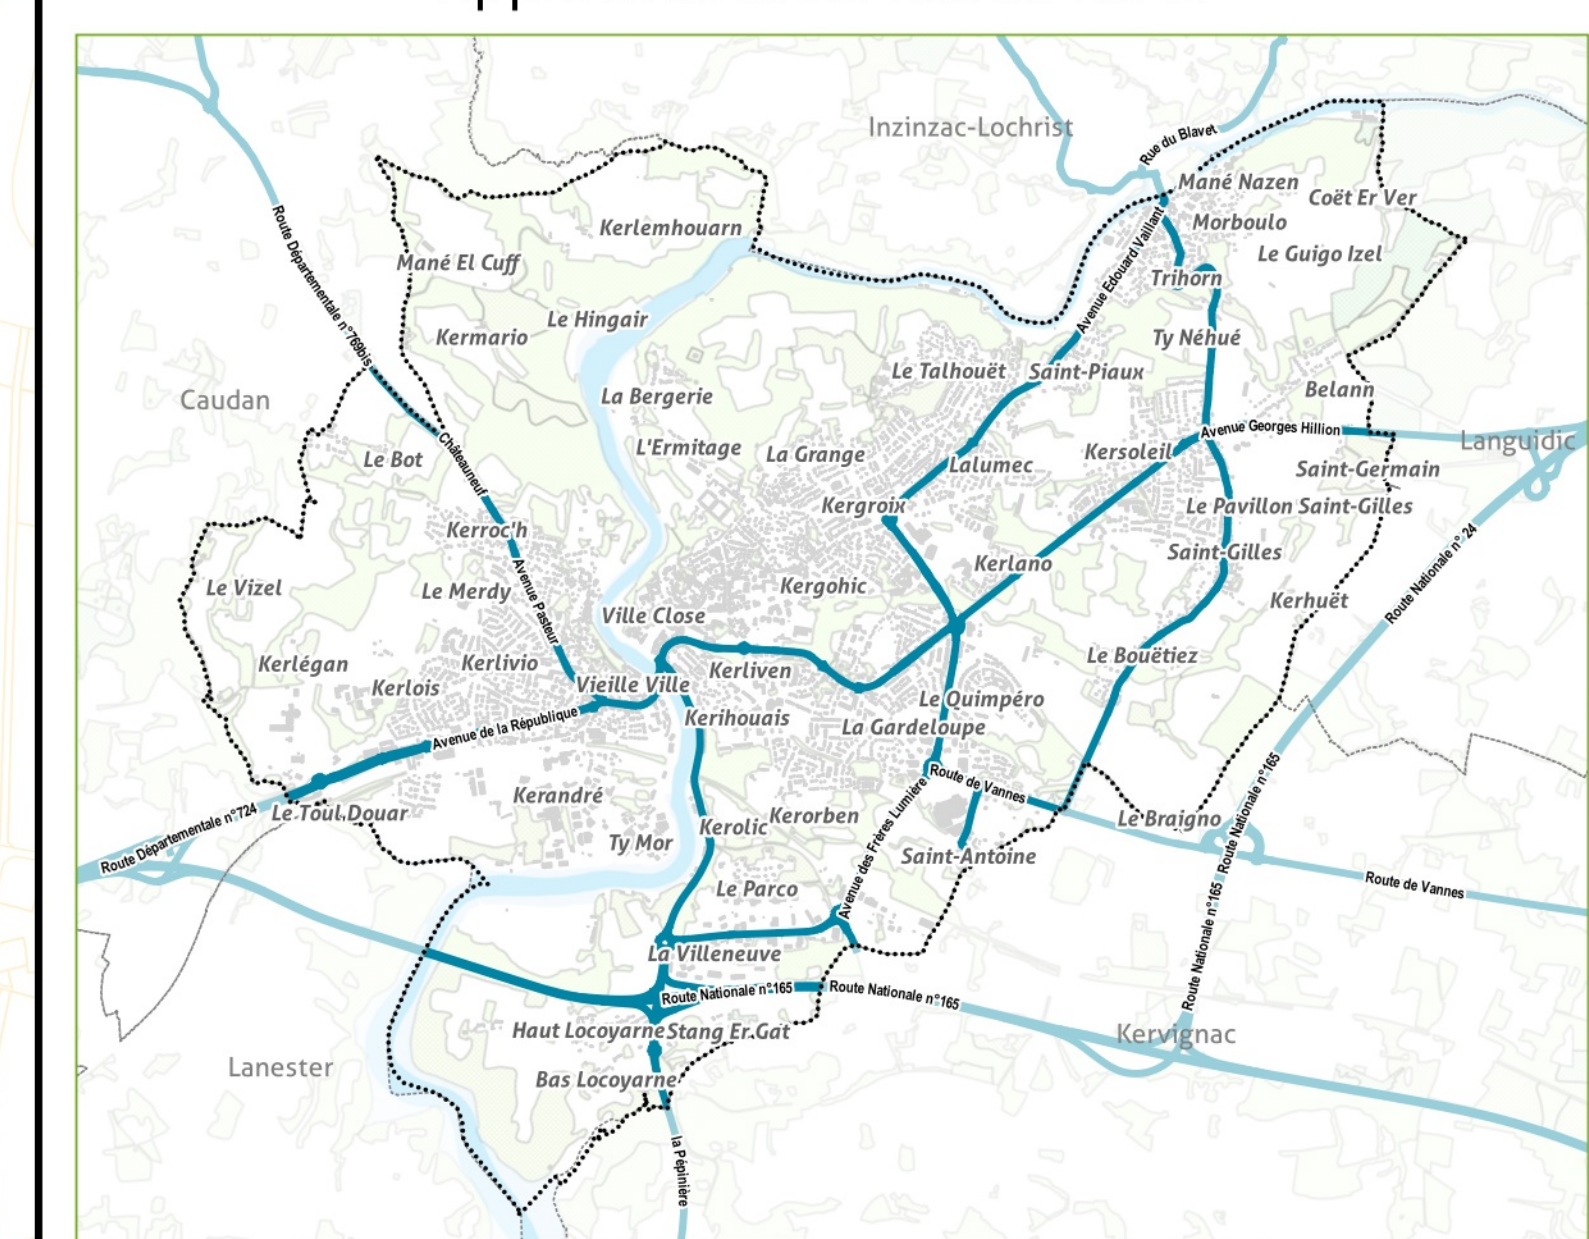 Inzinzac-Lochrist
Rue du Blavet
Mané Nazen
Coët Er Ver
Morboulo
Kerlemhouarn
Le Guigo Izel
Mané El Cuff
Avenue Edouard Vaillant
Trihorn
Route Départementale n°769bis
Le Hingair
Kermario
Ty Néhué
Le Talhouët
Saint-Piaux
Belann
Caudan
La Bergerie
Avenue Georges Hillion
Languidic
L'Ermitage
La Grange
Kersoleil
Le Bot
Châteauneuf
Lalumec
Saint-Germain
Kergroix
Le Pavillon Saint-Gilles
Kerroc'h
Saint-Gilles
Kerlano
Route Nationale n° 24
Le Vizel
Le Merdy
Avenue Pasteur
Kergohic
Kerhuët
Ville Close
Kerlégan
Kerlivio
Kerliven
Le Bouëtiez
Kerlois
Vieille Ville
Le Quimpéro
Kerihouais
La Gardeloupe
Avenue de la République
Route de Vannes
Route Nationale n°165
Kerandré
Le Toul Douar
Kerolic
Kerorben
Le Braigno
Route Départementale n°724
Ty Mor
Avenue des Frères Lumière
Saint-Antoine
Route Nationale n°165
Le Parco
Route de Vannes
La Villeneuve
Route Nationale n°165
Route Nationale n°165
Route Nationale n°165
Haut Locoyarne
Stang Er Gat
Kervignac
Lanester
Bas Locoyarne
la Pépinière